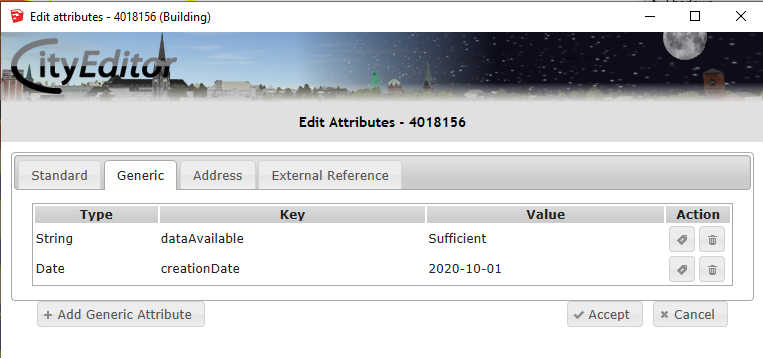 Edit attributes - 4018156 (Building)
CityEditor
Edit Attributes - 4018156
Standard Generic Address External Reference
Type Key Value Action
String dataAvailable Sufficient
Date creationDate 2020-10-01
+ Add Generic Attribute Accept Cancel